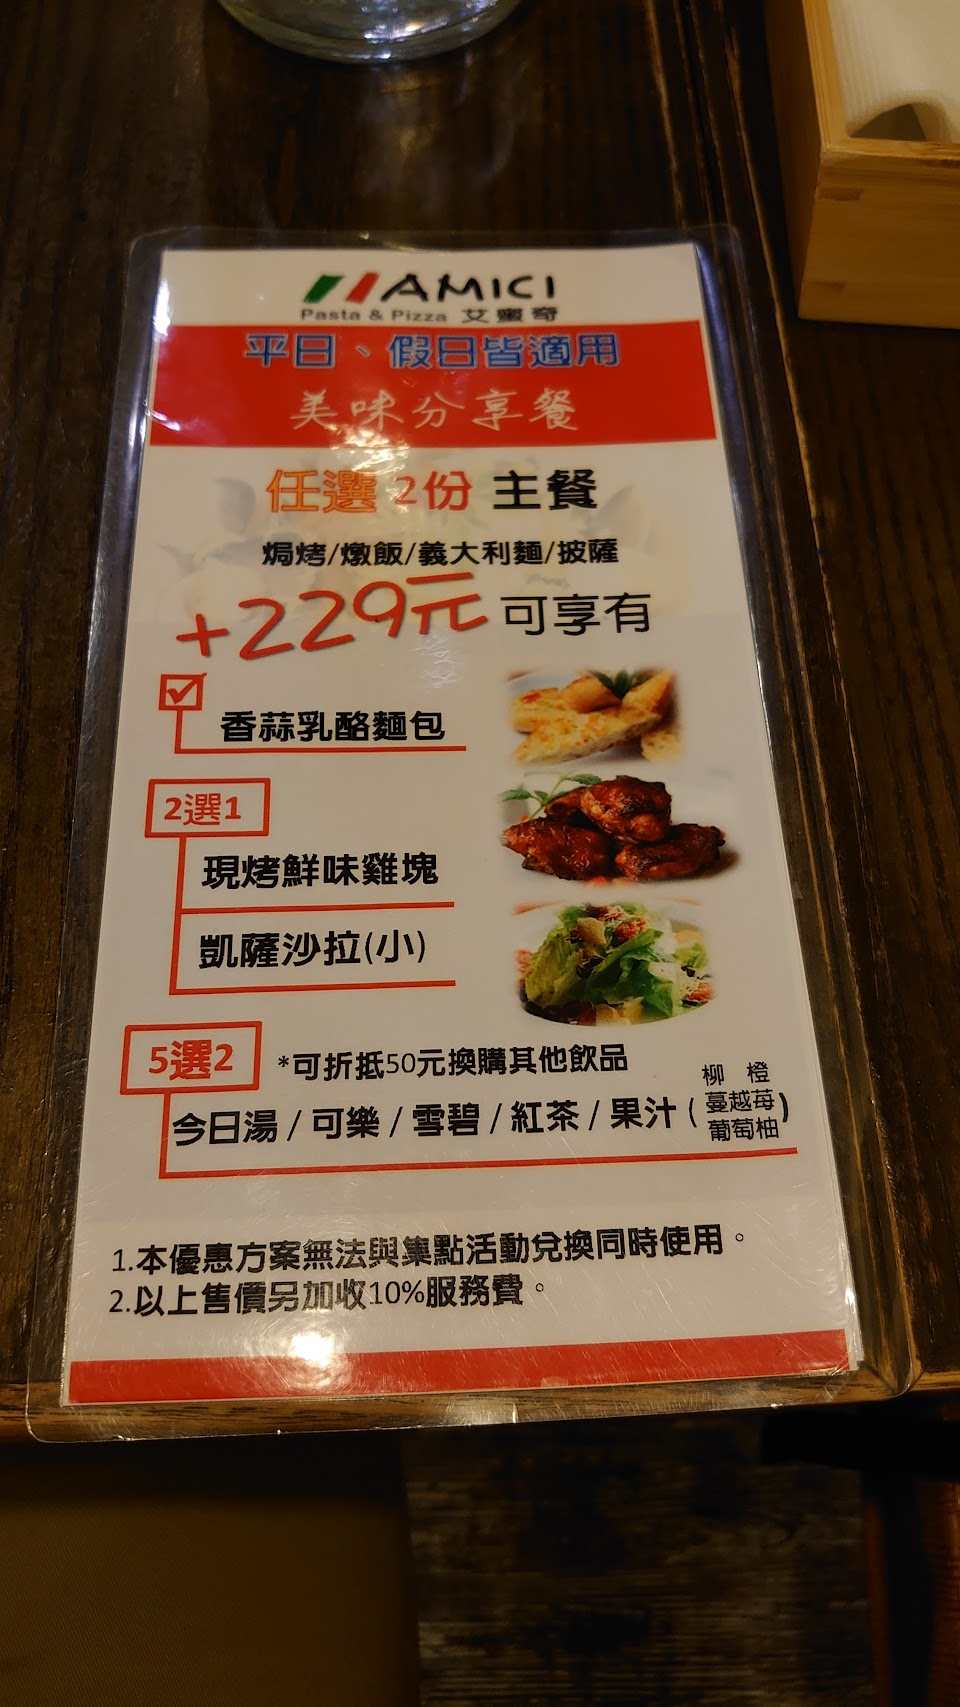 AMICI
Pasta & Pizza 艾蜜奇
平日、假日皆適用
美味分享餐
任選 2份 主餐
焗烤/燉飯/義大利麵/披薩
+229元 可享有
香蒜乳酪麵包
2選1
現烤鮮味雞塊
凱薩沙拉(小)
5選2 *可折抵50元換購其他飲品
今日湯 / 可樂 / 雪碧 / 紅茶 / 果汁 (柳橙 蔓越莓 葡萄柚)
1.本優惠方案無法與集點活動兌換同時使用。
2.以上售價另加收10%服務費。